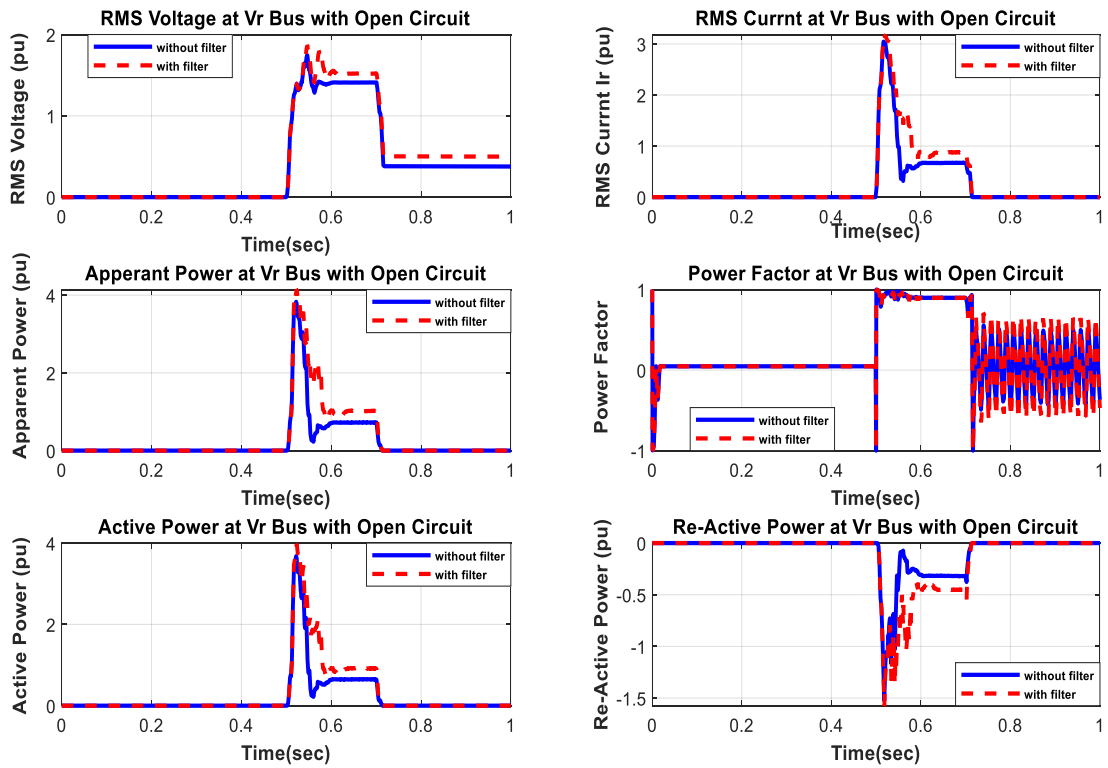 RMS Voltage at Vr Bus with Open Circuit
RMS Voltage (pu)
2
1
0
without filter
with filter
0 0.2 0.4 0.6 0.8 1
Time(sec)
RMS Currnt at Vr Bus with Open Circuit
RMS Currnt Ir (pu)
3
2
1
0
without filter
with filter
0 0.2 0.4 0.6 0.8 1
Time(sec)
Apperant Power at Vr Bus with Open Circuit
Apparent Power (pu)
4
2
0
without filter
with filter
0 0.2 0.4 0.6 0.8 1
Time(sec)
Power Factor at Vr Bus with Open Circuit
Power Factor
1
0
-1
without filter
with filter
0 0.2 0.4 0.6 0.8 1
Time(sec)
Active Power at Vr Bus with Open Circuit
Active Power (pu)
4
2
0
without filter
with filter
0 0.2 0.4 0.6 0.8 1
Time(sec)
Re-Active Power at Vr Bus with Open Circuit
Re-Active Power (pu)
0
-0.5
-1
-1.5
without filter
with filter
0 0.2 0.4 0.6 0.8 1
Time(sec)